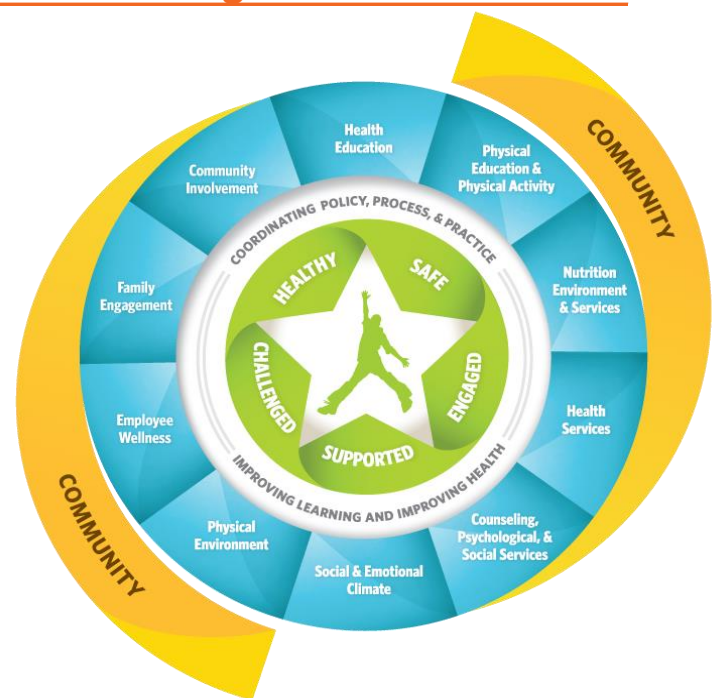 COMMUNITY
Health
Education
Physical
Education &
Physical Activity
Nutrition
Environment
& Services
Health
Services
Counseling,
Psychological, &
Social Services
Social & Emotional
Climate
Physical
Environment
Employee
Wellness
Family
Engagement
Community
Involvement
COORDINATING POLICY, PROCESS, & PRACTICE
IMPROVING LEARNING AND IMPROVING HEALTH
HEALTHY
SAFE
ENGAGED
SUPPORTED
CHALLENGED
COMMUNITY